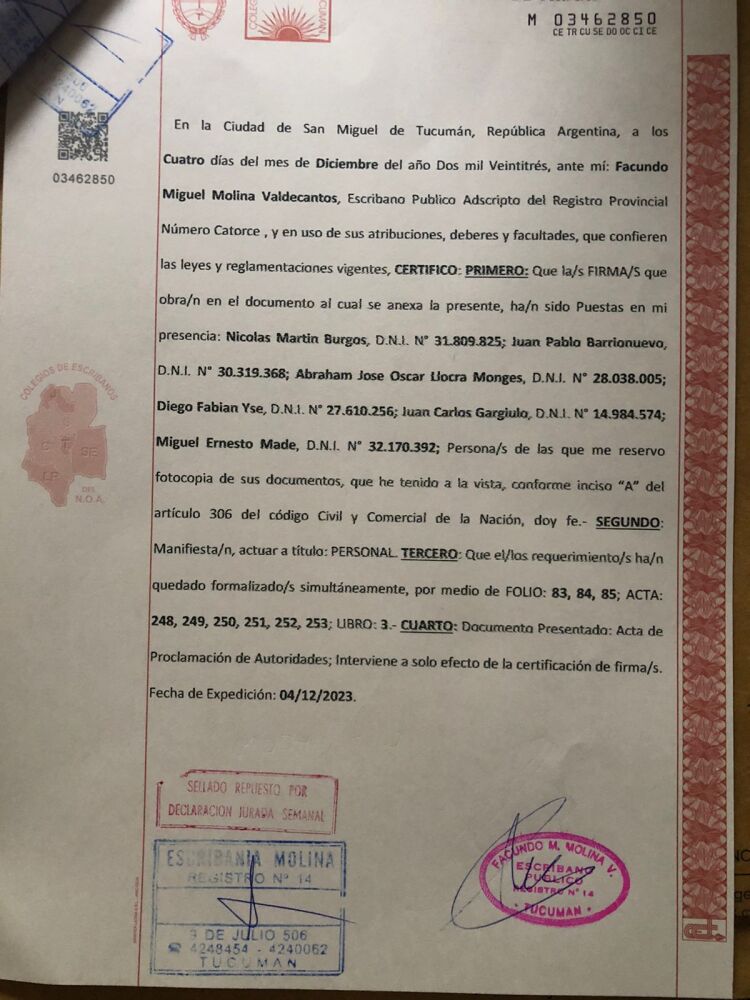 M 03462850
CE TR CU SE DO OC CI CE
4240062
03462850
En la Ciudad de San Miguel de Tucumán, República Argentina, a los
Cuatro días del mes de Diciembre del año Dos mil Veintitrés, ante mí: Facundo
Miguel Molina Valdecantos, Escribano Publico Adscripto del Registro Provincial
Número Catorce , y en uso de sus atribuciones, deberes y facultades, que confieren
las leyes y reglamentaciones vigentes, CERTIFICO: PRIMERO: Que la/s FIRMA/S que
obra/n en el documento al cual se anexa la presente, ha/n sido Puestas en mi
presencia: Nicolas Martin Burgos, D.N.I. N° 31.809.825; Juan Pablo Barrionuevo,
D.N.I. N° 30.319.368; Abraham Jose Oscar Llocra Monges, D.N.I. N° 28.038.005;
Diego Fabian Yse, D.N.I. N° 27.610.256; Juan Carlos Gargiulo, D.N.I. N° 14.984.574;
Miguel Ernesto Made, D.N.I. N° 32.170.392; Persona/s de las que me reservo
fotocopia de sus documentos, que he tenido a la vista, conforme inciso “A” del
artículo 306 del código Civil y Comercial de la Nación, doy fe.- SEGUNDO:
Manifiesta/n, actuar a título: PERSONAL. TERCERO: Que el/los requerimiento/s ha/n
quedado formalizado/s simultáneamente, por medio de FOLIO: 83, 84, 85; ACTA:
248, 249, 250, 251, 252, 253; LIBRO: 3.- CUARTO: Documento Presentado: Acta de
Proclamación de Autoridades; Interviene a solo efecto de la certificación de firma/s.
Fecha de Expedición: 04/12/2023.
COLEGIOS DE ESCRIBANOS
S
C T SE
LR
DEL
N.O.A.
SELLADO REPUESTO POR
DECLARACION JURADA SEMANAL
ESCRIBANIA MOLINA
REGISTRO N° 14
9 DE JULIO 506
4248454 - 4240062
TUCUMAN
FACUNDO M. MOLINA V.
ESCRIBANO
PUBLICO
REGISTRO N° 14
TUCUMAN